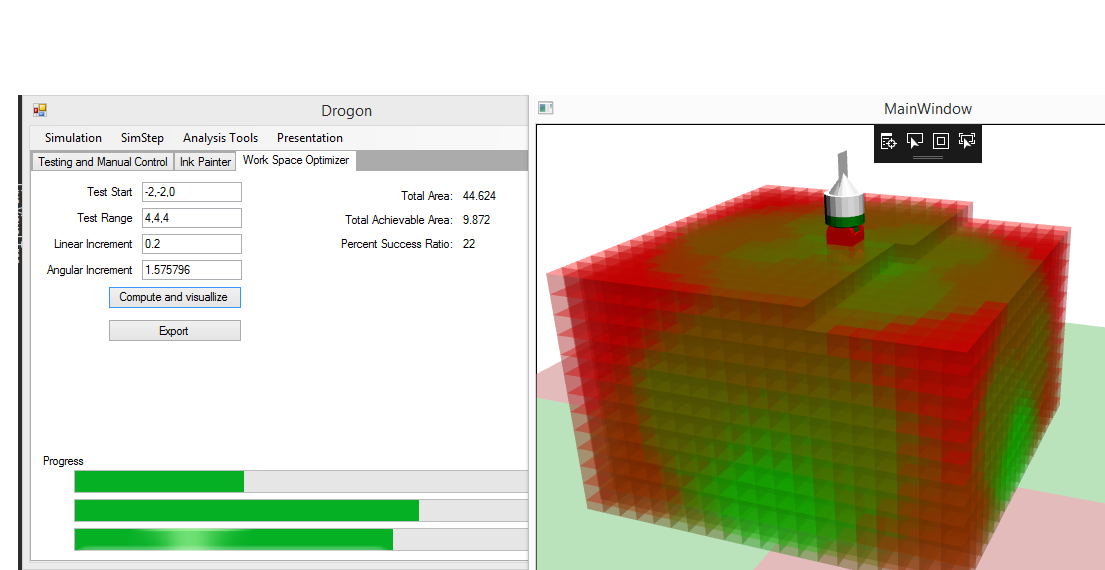 Drogon
Simulation SimStep Analysis Tools Presentation
Testing and Manual Control Ink Painter Work Space Optimizer
Test Start -2,-2,0
Test Range 4,4,4
Linear Increment 0.2
Angular Increment 1.575796
Compute and visuallize
Export
Total Area: 44.624
Total Achievable Area: 9.872
Percent Success Ratio: 22
Progress
MainWindow